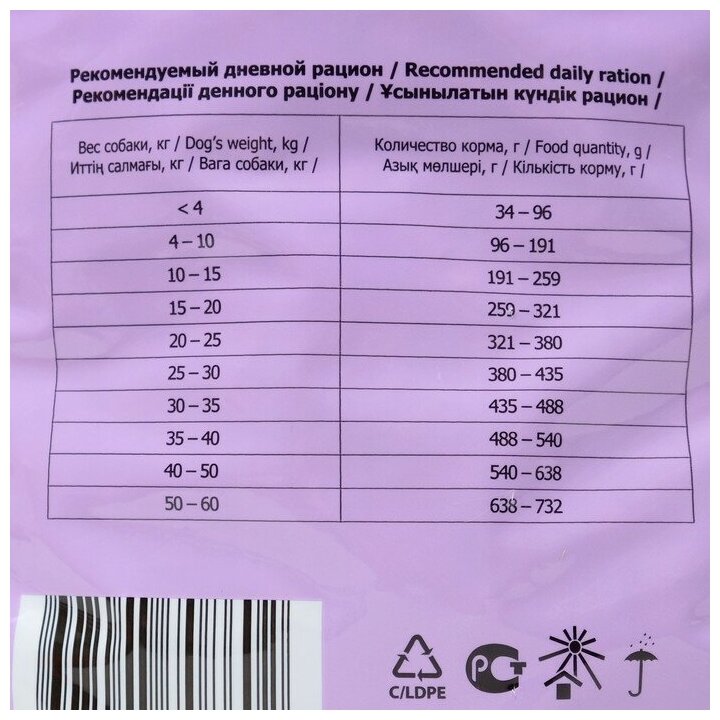 Рекомендуемый дневной рацион / Recommended daily ration /
Рекомендації денного раціону / Ұсынылатын күндік рацион /
Вес собаки, кг / Dog's weight, kg /
Иттің салмағы, кг / Вага собаки, кг /
Количество корма, г / Food quantity, g /
Азық мөлшері, г / Кількість корму, г /
< 4 34 – 96
4 – 10 96 – 191
10 – 15 191 – 259
15 – 20 259 – 321
20 – 25 321 – 380
25 – 30 380 – 435
30 – 35 435 – 488
35 – 40 488 – 540
40 – 50 540 – 638
50 – 60 638 – 732
C/LDPE
РСТ